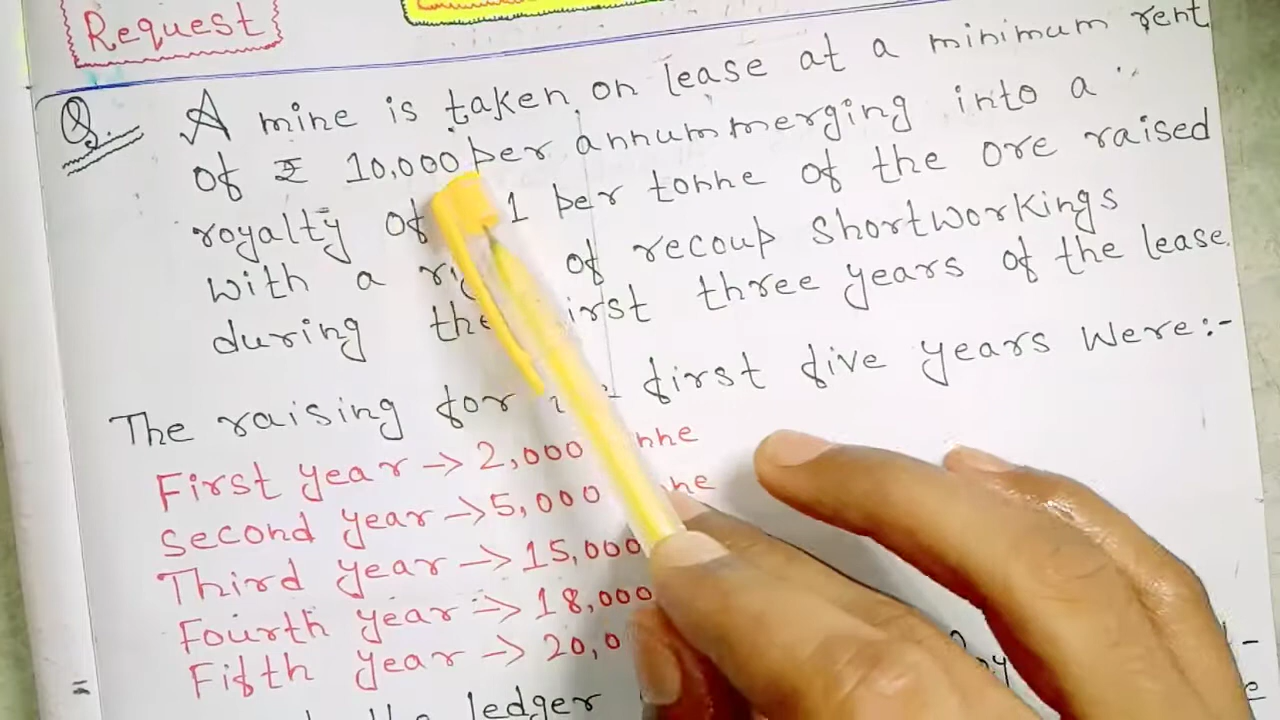 Request
Q. A mine is taken on lease at a minimum rent
of ₹ 10,000 per annum merging into a
royalty of 1 per tonne of the ore raised
with a of recoup shortworkings
during the first three years of the lease.
The raising for first five years were:-
First year → 2,000
Second year → 5,000
Third year → 15,000
Fourth year → 18,000
Fifth year →
ledger